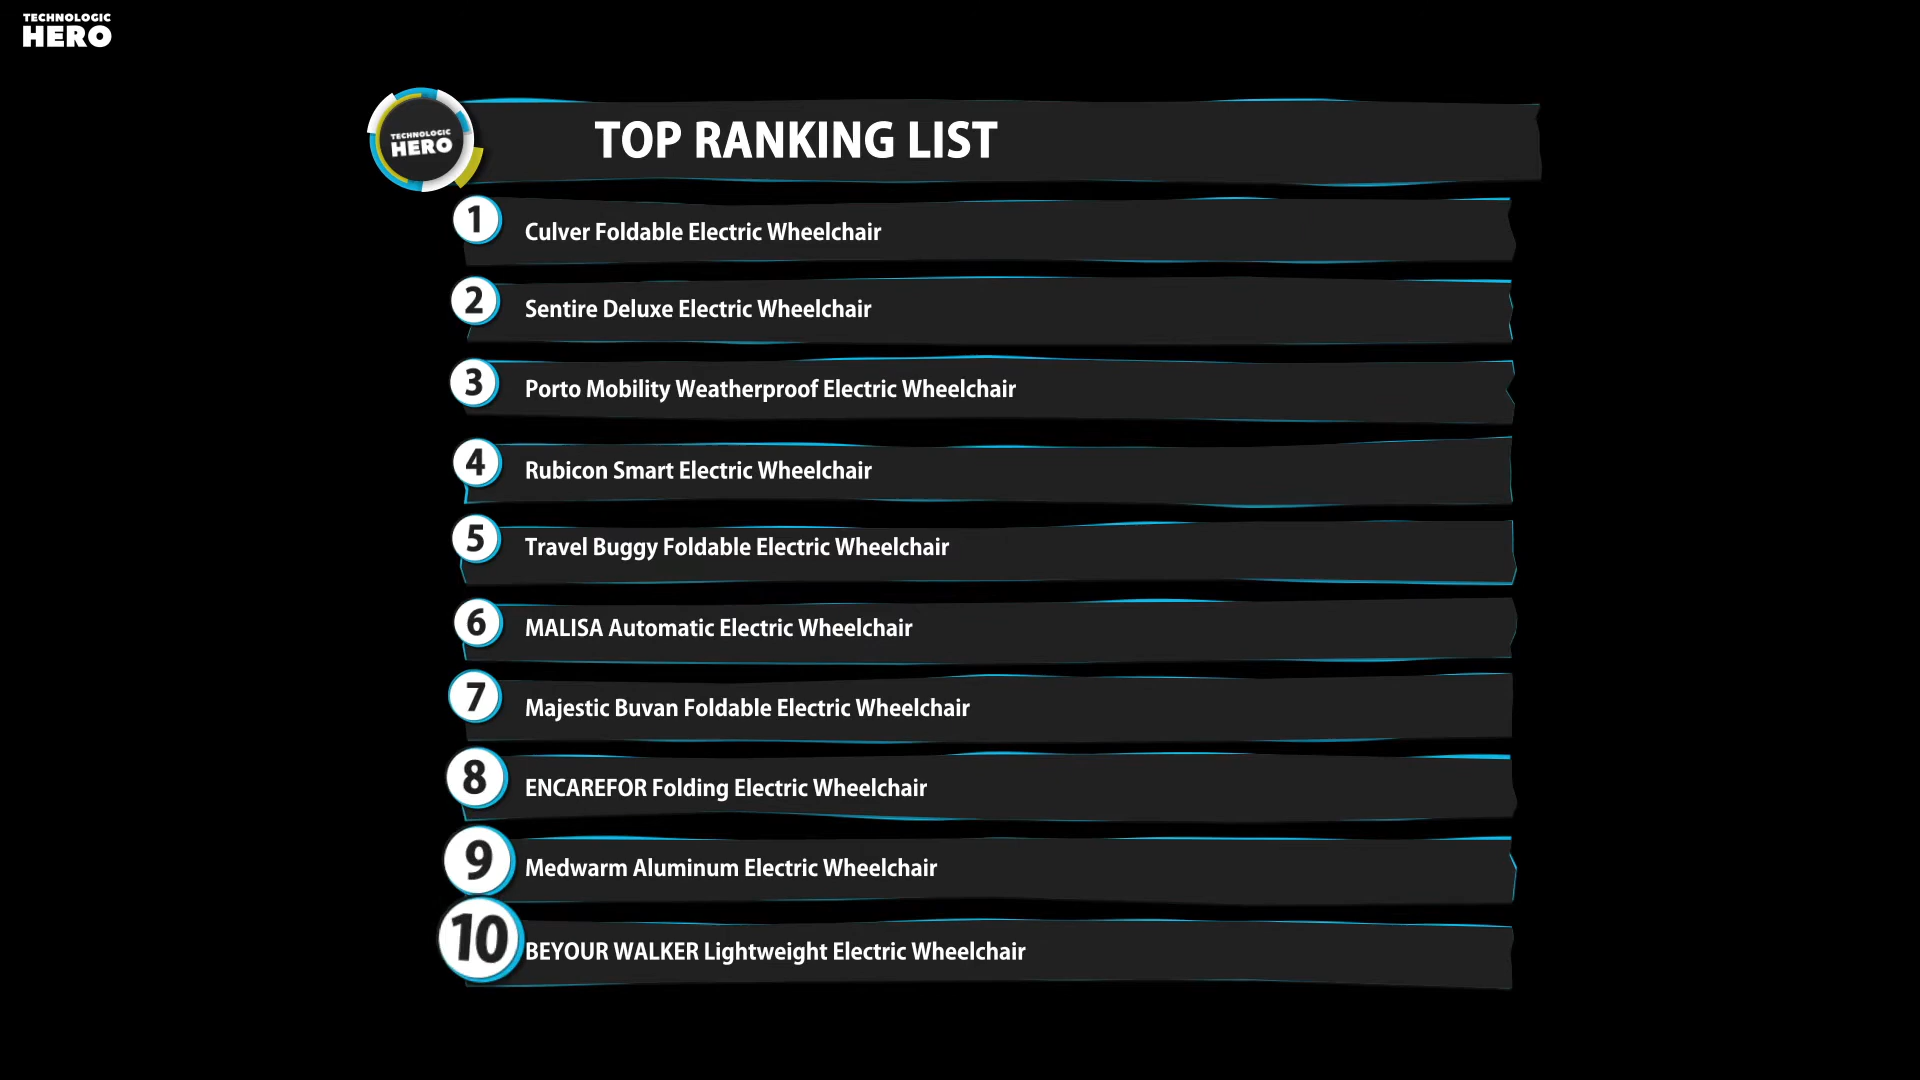 TECHNOLOGIC
HERO
TECHNOLOGIC
HERO
TOP RANKING LIST
1 Culver Foldable Electric Wheelchair
2 Sentire Deluxe Electric Wheelchair
3 Porto Mobility Weatherproof Electric Wheelchair
4 Rubicon Smart Electric Wheelchair
5 Travel Buggy Foldable Electric Wheelchair
6 MALISA Automatic Electric Wheelchair
7 Majestic Buvan Foldable Electric Wheelchair
8 ENCAREFOR Folding Electric Wheelchair
9 Medwarm Aluminum Electric Wheelchair
10 BEYOUR WALKER Lightweight Electric Wheelchair